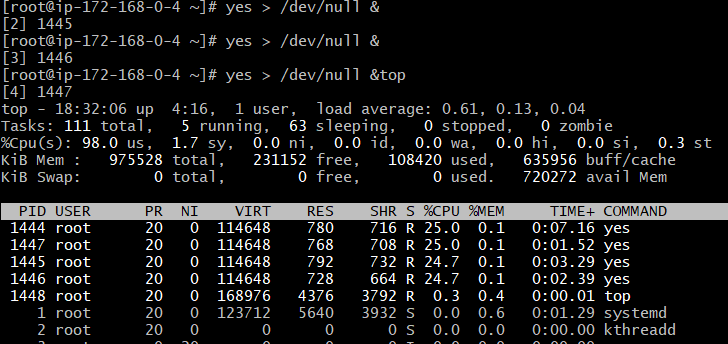 [root@ip-172-168-0-4 ~]# yes > /dev/null &
[2] 1445
[root@ip-172-168-0-4 ~]# yes > /dev/null &
[3] 1446
[root@ip-172-168-0-4 ~]# yes > /dev/null &top
[4] 1447
top - 18:32:06 up  4:16,  1 user,  load average: 0.61, 0.13, 0.04
Tasks: 111 total,   5 running,  63 sleeping,   0 stopped,   0 zombie
%Cpu(s): 98.0 us,  1.7 sy,  0.0 ni,  0.0 id,  0.0 wa,  0.0 hi,  0.0 si,  0.3 st
KiB Mem :   975528 total,   231152 free,   108420 used,   635956 buff/cache
KiB Swap:        0 total,        0 free,        0 used.   720272 avail Mem
PID USER      PR  NI    VIRT    RES    SHR S %CPU %MEM     TIME+ COMMAND
1444 root      20   0  114648    780    716 R 25.0  0.1   0:07.16 yes
1447 root      20   0  114648    768    708 R 25.0  0.1   0:01.52 yes
1445 root      20   0  114648    792    732 R 24.7  0.1   0:03.29 yes
1446 root      20   0  114648    728    664 R 24.7  0.1   0:02.39 yes
1448 root      20   0  168976   4376   3792 R  0.3  0.4   0:00.01 top
1 root      20   0  123712   5640   3932 S  0.0  0.6   0:01.29 systemd
2 root      20   0       0      0      0 S  0.0  0.0   0:00.00 kthreadd